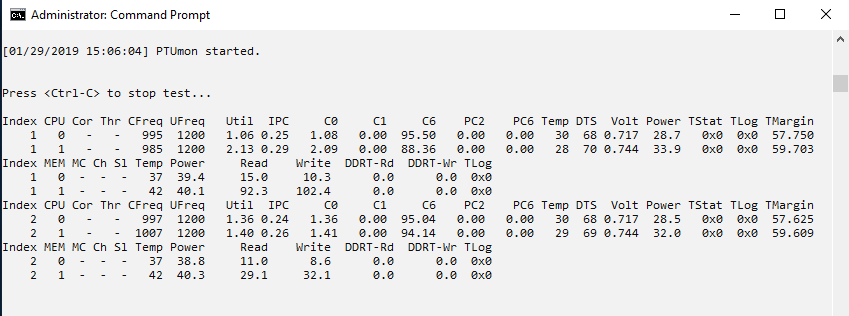 Administrator: Command Prompt
[01/29/2019 15:06:04] PTUmon started.
Press <Ctrl-C> to stop test...
Index CPU Cor Thr CFreq UFreq Util IPC C0 C1 C6 PC2 PC6 Temp DTS Volt Power TStat TLog TMargin
1 0 - - 995 1200 1.06 0.25 1.08 0.00 95.50 0.00 0.00 30 68 0.717 28.7 0x0 0x0 57.750
1 1 - - 985 1200 2.13 0.29 2.09 0.00 88.36 0.00 0.00 28 70 0.744 33.9 0x0 0x0 59.703
Index MEM MC Ch Sl Temp Power Read Write DDRT-Rd DDRT-Wr TLog
1 0 - - - 37 39.4 15.0 10.3 0.0 0.0 0x0
1 1 - - - 42 40.1 92.3 102.4 0.0 0.0 0x0
Index CPU Cor Thr CFreq UFreq Util IPC C0 C1 C6 PC2 PC6 Temp DTS Volt Power TStat TLog TMargin
2 0 - - 997 1200 1.36 0.24 1.36 0.00 95.04 0.00 0.00 30 68 0.717 28.5 0x0 0x0 57.625
2 1 - - 1007 1200 1.40 0.26 1.41 0.00 94.14 0.00 0.00 29 69 0.744 32.0 0x0 0x0 59.609
Index MEM MC Ch Sl Temp Power Read Write DDRT-Rd DDRT-Wr TLog
2 0 - - - 37 38.8 11.0 8.6 0.0 0.0 0x0
2 1 - - - 42 40.3 29.1 32.1 0.0 0.0 0x0